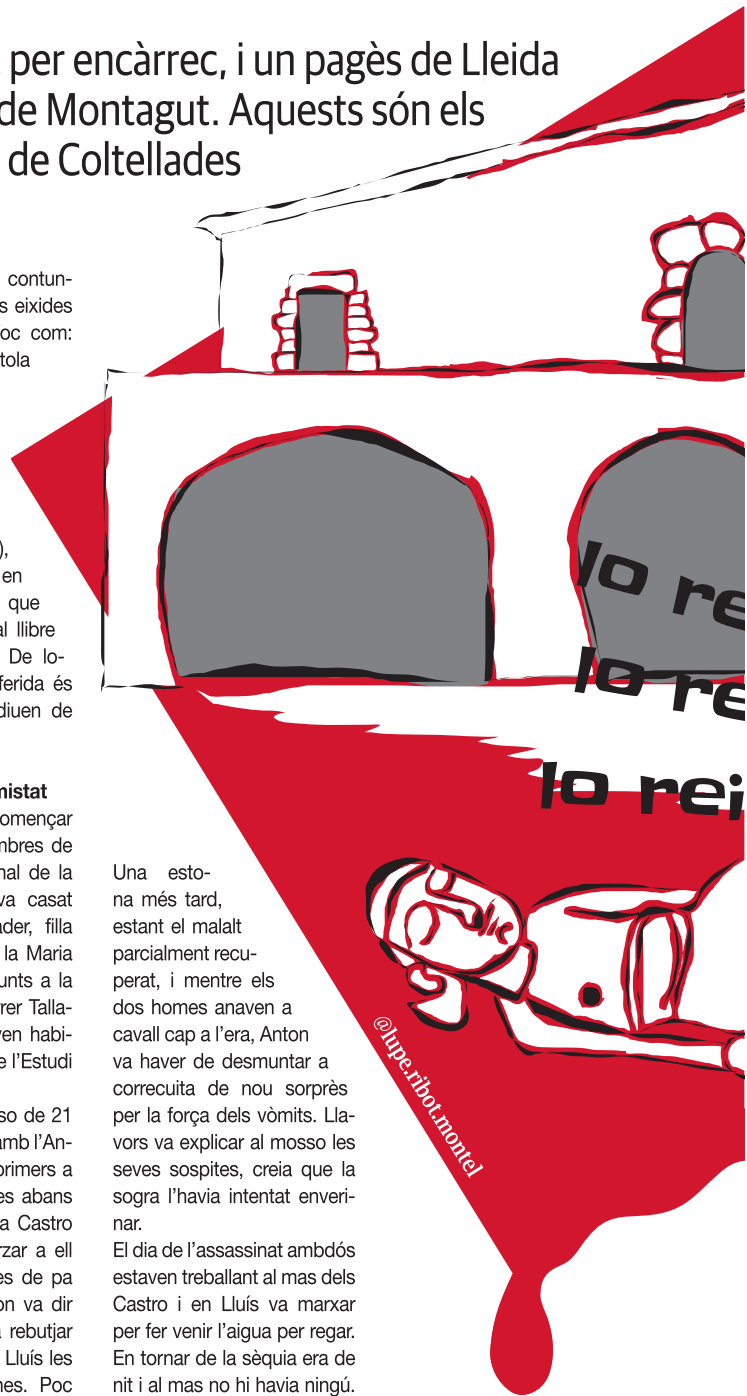 per encàrrec, i un pagès de Lleida
de Montagut. Aquests són els
de Coltellades
contun-
s eixides
oc com:
tola
),
en
que
al llibre
De lo-
ferida és
diuen de
mistat
omençar
mbres de
nal de la
va casat
ader, filla
la Maria
unts a la
rrer Talla-
ven habi-
e l'Estudi
so de 21
amb l'An-
primers a
es abans
a Castro
rzar a ell
es de pa
on va dir
rebutjar
Lluís les
nes. Poc
Una esto-
na més tard,
estant el malalt
parcialment recu-
perat, i mentre els
dos homes anaven a
cavall cap a l'era, Anton
va haver de desmuntar a
correcuita de nou sorprès
per la força dels vòmits. Lla-
vors va explicar al mosso les
seves sospites, creia que la
sogra l'havia intentat enveri-
nar.
El dia de l'assassinat ambdós
estaven treballant al mas dels
Castro i en Lluís va marxar
per fer venir l'aigua per regar.
En tornar de la sèquia era de
nit i al mas no hi havia ningú.
lo re
lo re
lo rei
@lupe.ribot.montel